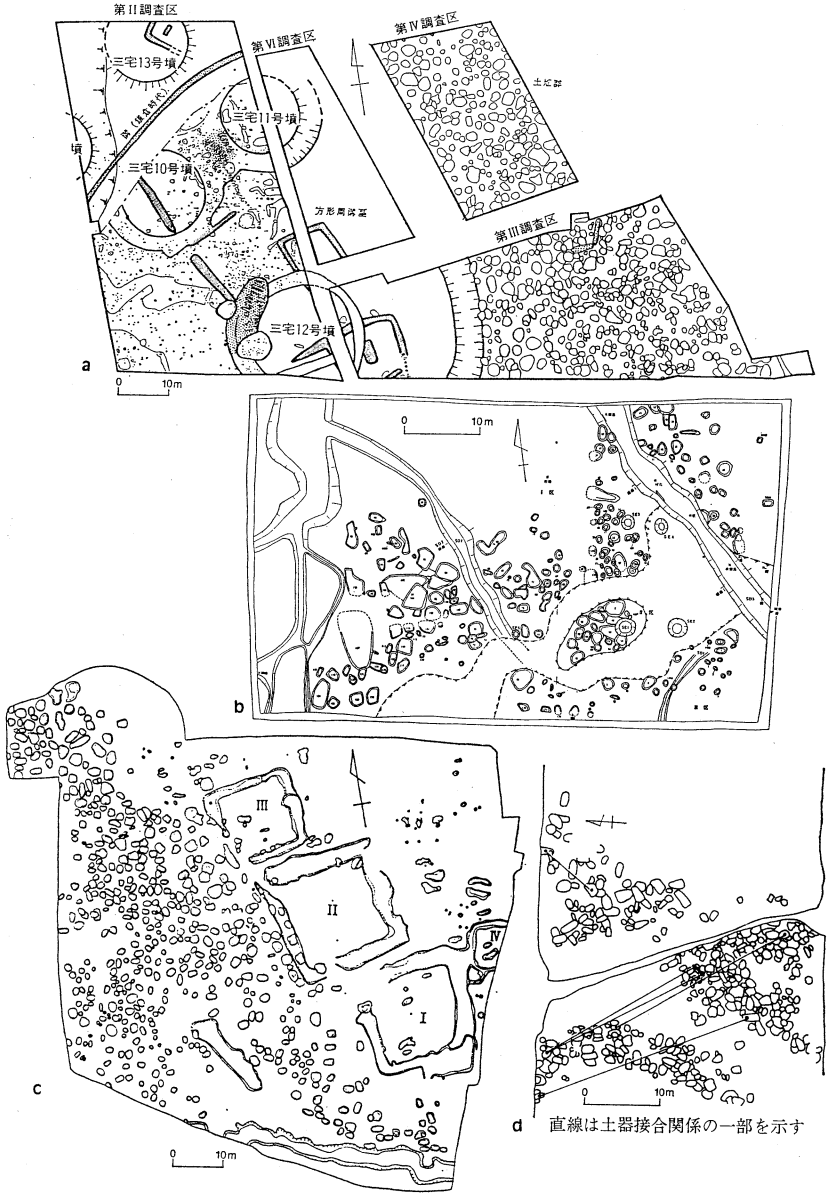 第II調査区
三宅13号墳
第VI調査区
第IV調査区
三宅11号墳
墳
三宅10号墳
方形周溝墓
第III調査区
三宅12号墳
a
0 10m
0 10m
b
III
II
IV
I
c
0 10m
0 10m
d 直線は土器接合関係の一部を示す